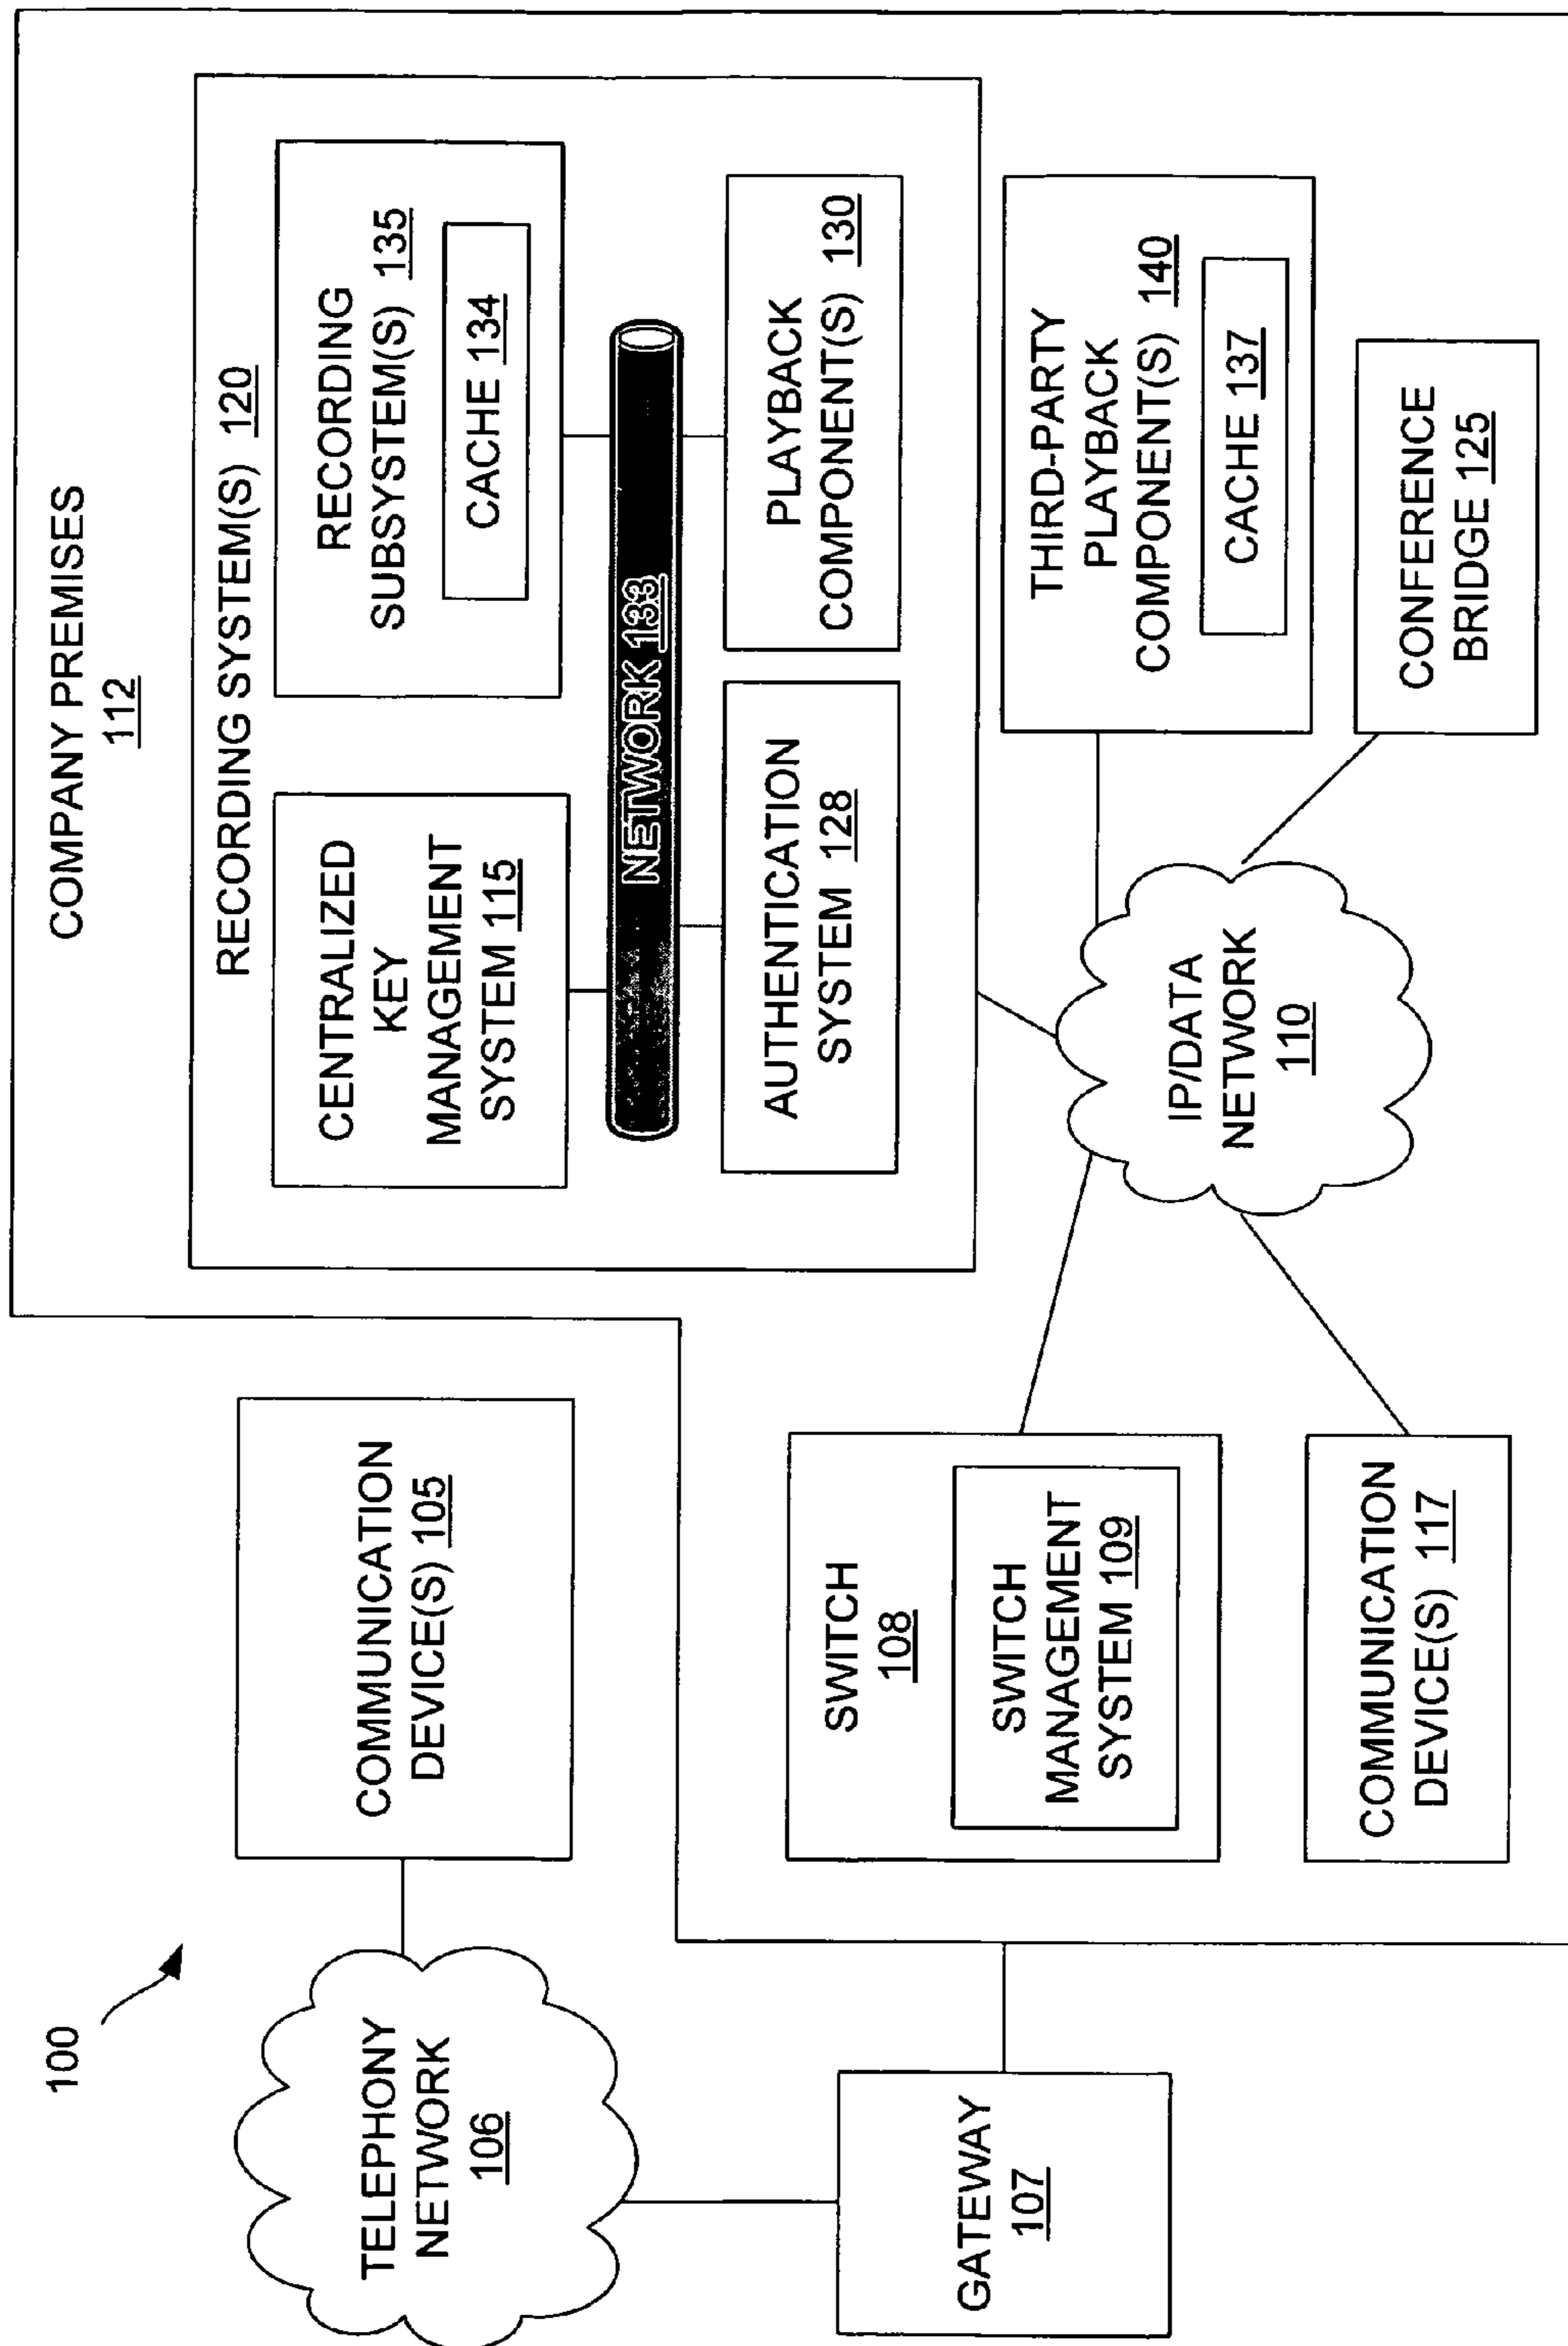 100
COMPANY PREMISES
112
TELEPHONY
NETWORK
106
COMMUNICATION
DEVICE(S) 105
GATEWAY
107
RECORDING SYSTEM(S) 120
CENTRALIZED
KEY
MANAGEMENT
SYSTEM 115
RECORDING
SUBSYSTEM(S) 135
CACHE 134
NETWORK 133
AUTHENTICATION
SYSTEM 128
PLAYBACK
COMPONENT(S) 130
SWITCH
108
SWITCH
MANAGEMENT
SYSTEM 109
COMMUNICATION
DEVICE(S) 117
IP/DATA
NETWORK
110
THIRD-PARTY
PLAYBACK
COMPONENT(S) 140
CACHE 137
CONFERENCE
BRIDGE 125